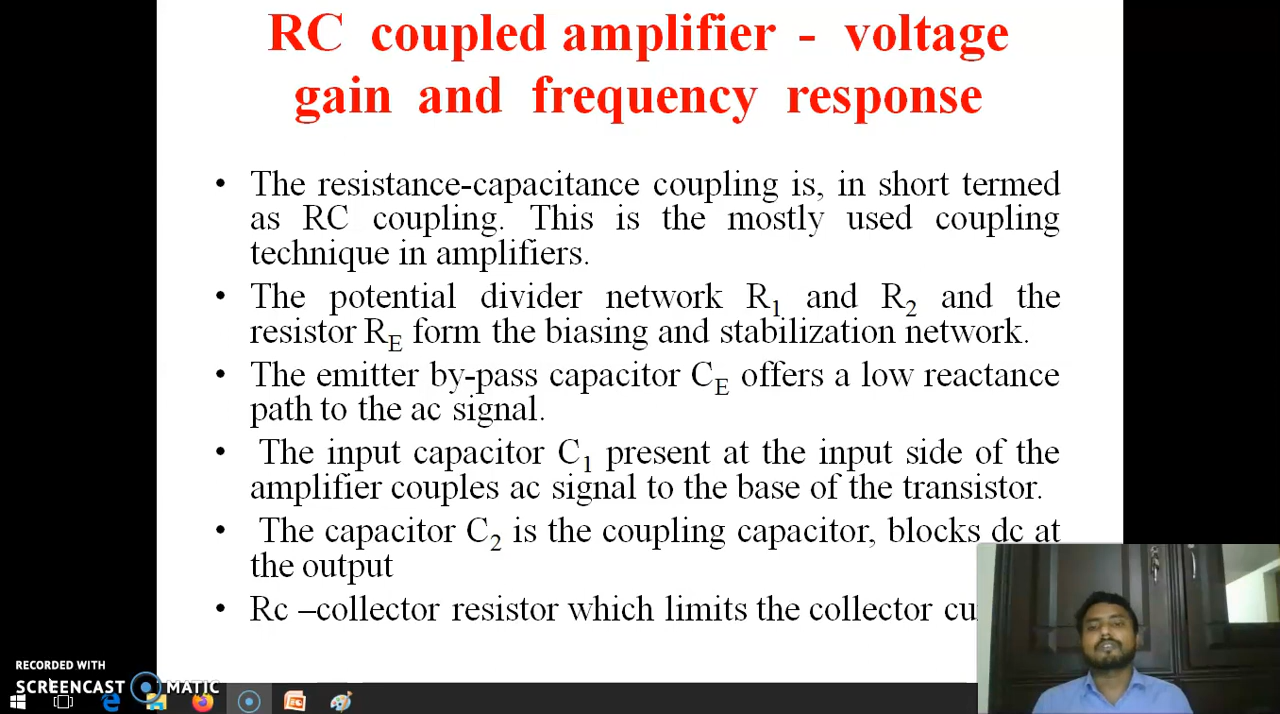 RC coupled amplifier - voltage
gain and frequency response
• The resistance-capacitance coupling is, in short termed
as RC coupling. This is the mostly used coupling
technique in amplifiers.
• The potential divider network R₁ and R₂ and the
resistor R_E form the biasing and stabilization network.
• The emitter by-pass capacitor C_E offers a low reactance
path to the ac signal.
• The input capacitor C₁ present at the input side of the
amplifier couples ac signal to the base of the transistor.
• The capacitor C₂ is the coupling capacitor, blocks dc at
the output
• Rc –collector resistor which limits the collector
RECORDED WITH
SCREENCAST MATIC